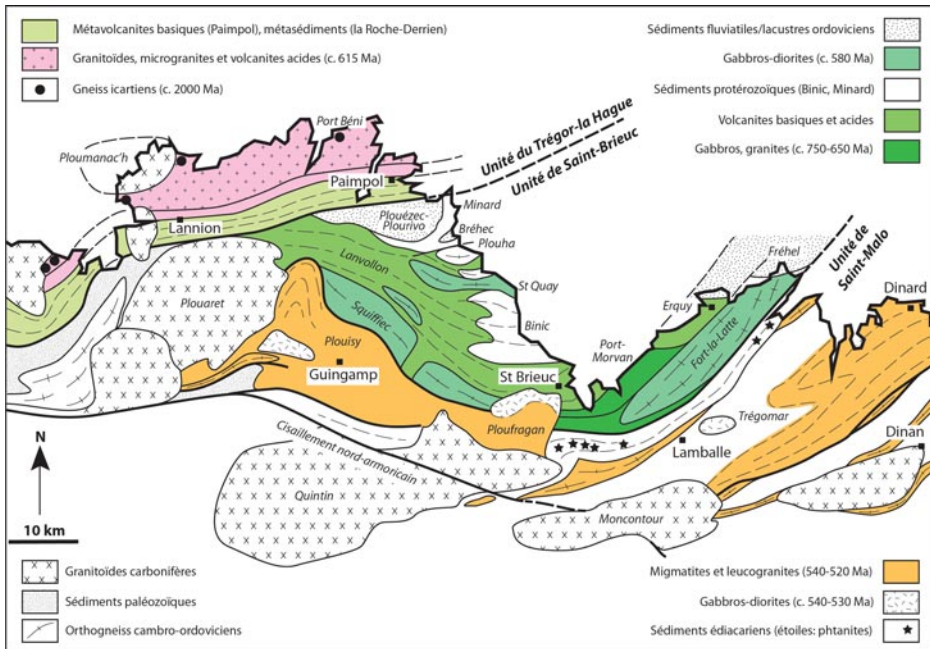 Métavolcanites basiques (Paimpol), métasédiments (la Roche-Derrien)
Granitoïdes, microgranites et volcanites acides (c. 615 Ma)
Gneiss icartiens (c. 2000 Ma)
Sédiments fluviatiles/lacustres ordoviciens
Gabbros-diorites (c. 580 Ma)
Sédiments protérozoïques (Binic, Minard)
Volcanites basiques et acides
Gabbros, granites (c. 750-650 Ma)
Port Béni
Ploumanac'h
Unité du Trégor-la Hague
Unité de Saint-Brieuc
Paimpol
Minard
Lannion
Plouézec-
Plourivo
Bréhec
Plouha
Unité de
Saint-Malo
Fréhel
Lanvollon
St Quay
Dinard
Plouaret
Squiffiec
Erquy
Binic
Fort-la-Latte
Plouisy
Port-
Morvan
Guingamp
St Brieuc
Trégomar
Ploufragan
Lamballe
Dinan
Cisaillement nord-armoricain
N
Quintin
Moncontour
10 km
Granitoïdes carbonifères
Sédiments paléozoïques
Orthogneiss cambro-ordoviciens
Migmatites et leucogranites (540-520 Ma)
Gabbros-diorites (c. 540-530 Ma)
Sédiments édiacariens (étoiles: phtanites)